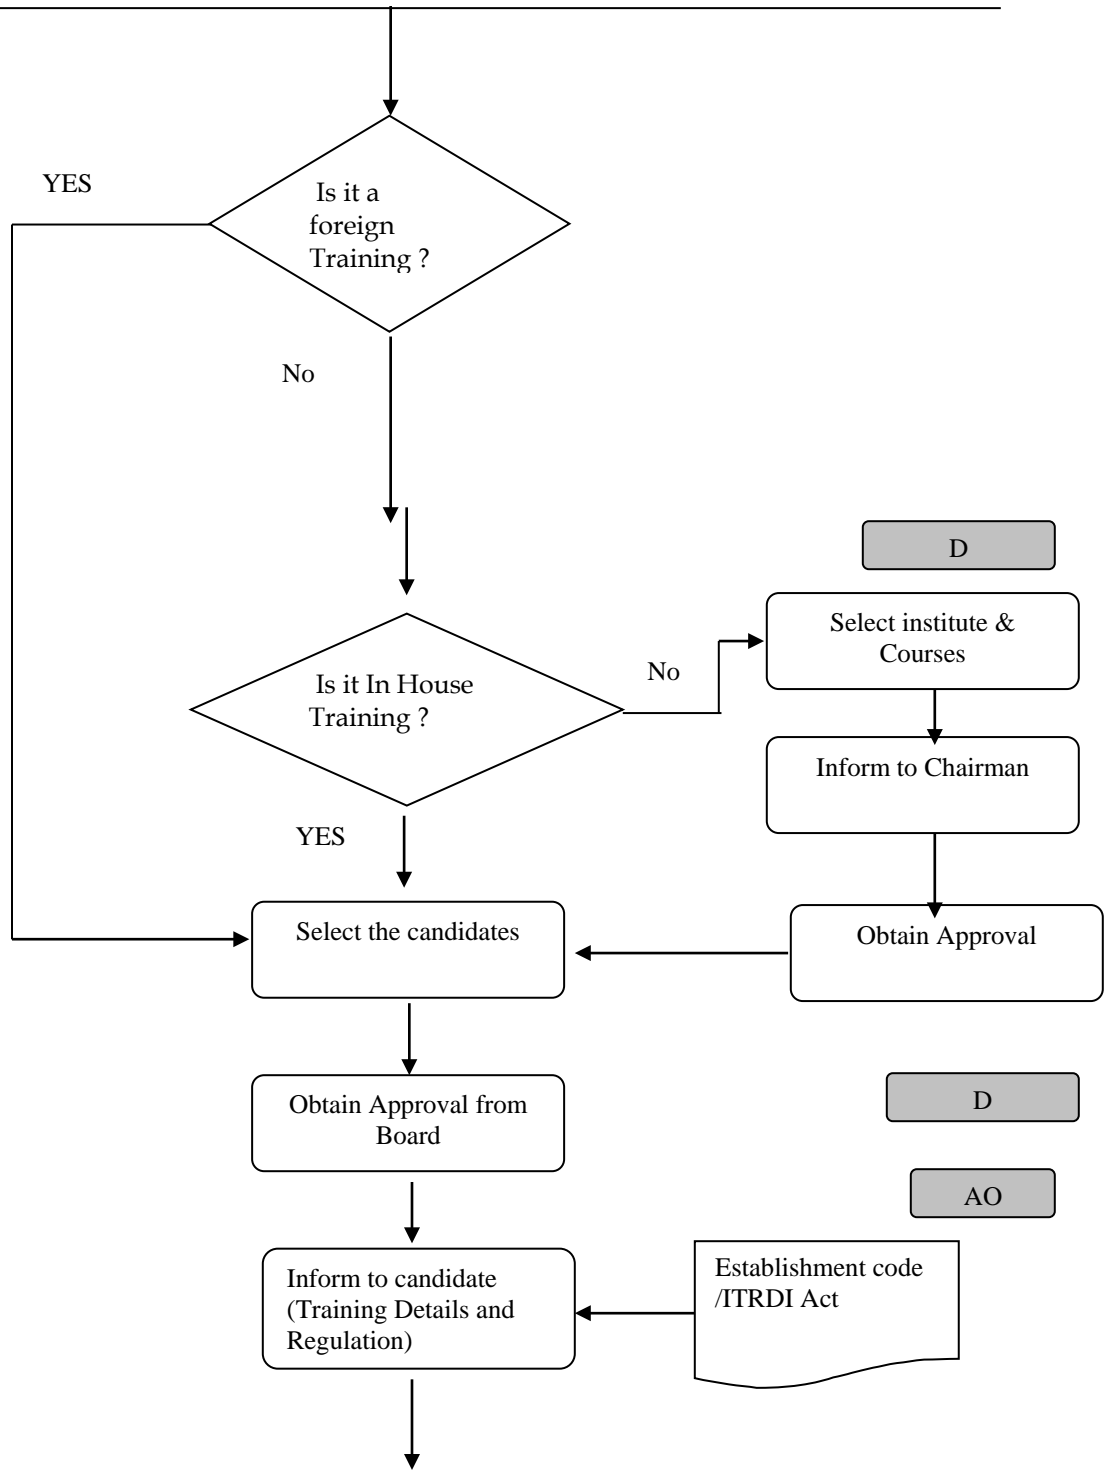 YES
Is it a
foreign
Training ?
No
D
Select institute &
Courses
No
Is it In House
Training ?
Inform to Chairman
YES
Select the candidates
Obtain Approval
Obtain Approval from
Board
D
AO
Inform to candidate
(Training Details and
Regulation)
Establishment code
/ITRDI Act